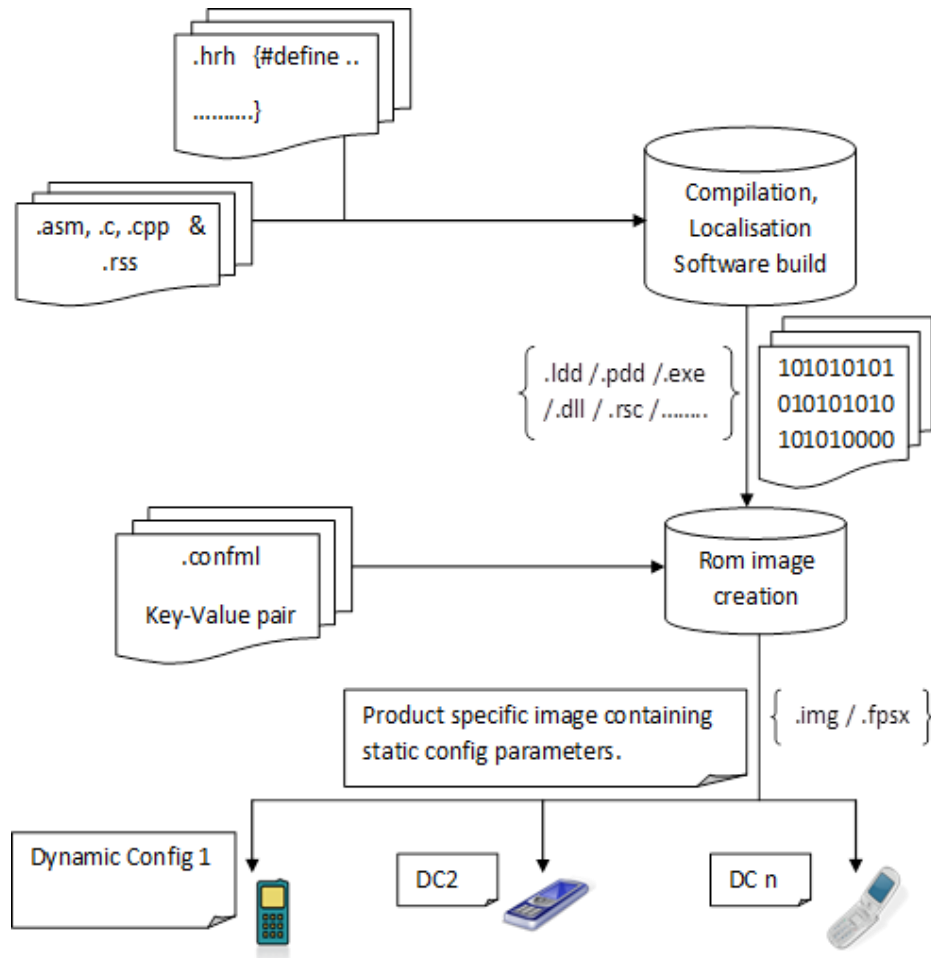 .hrh {#define ..
..........}
.asm, .c, .cpp &
.rss
Compilation,
Localisation
Software build
.ldd /.pdd /.exe
/.dll / .rsc /........
101010101
010101010
101010000
.confml
Key-Value pair
Rom image
creation
Product specific image containing
static config parameters.
.img / .fpsx
Dynamic Config 1
DC2
DC n